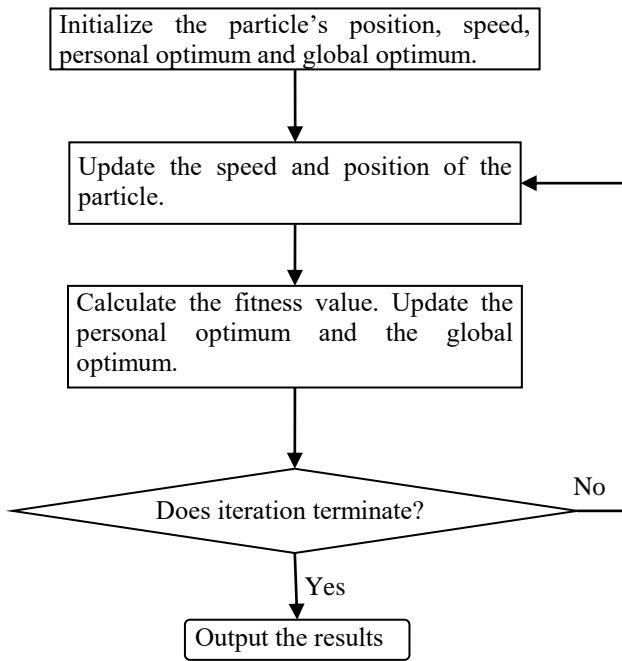 Initialize the particle's position, speed,
personal optimum and global optimum.
Update the speed and position of the
particle.
Calculate the fitness value. Update the
personal optimum and the global
optimum.
Does iteration terminate?
No
Yes
Output the results